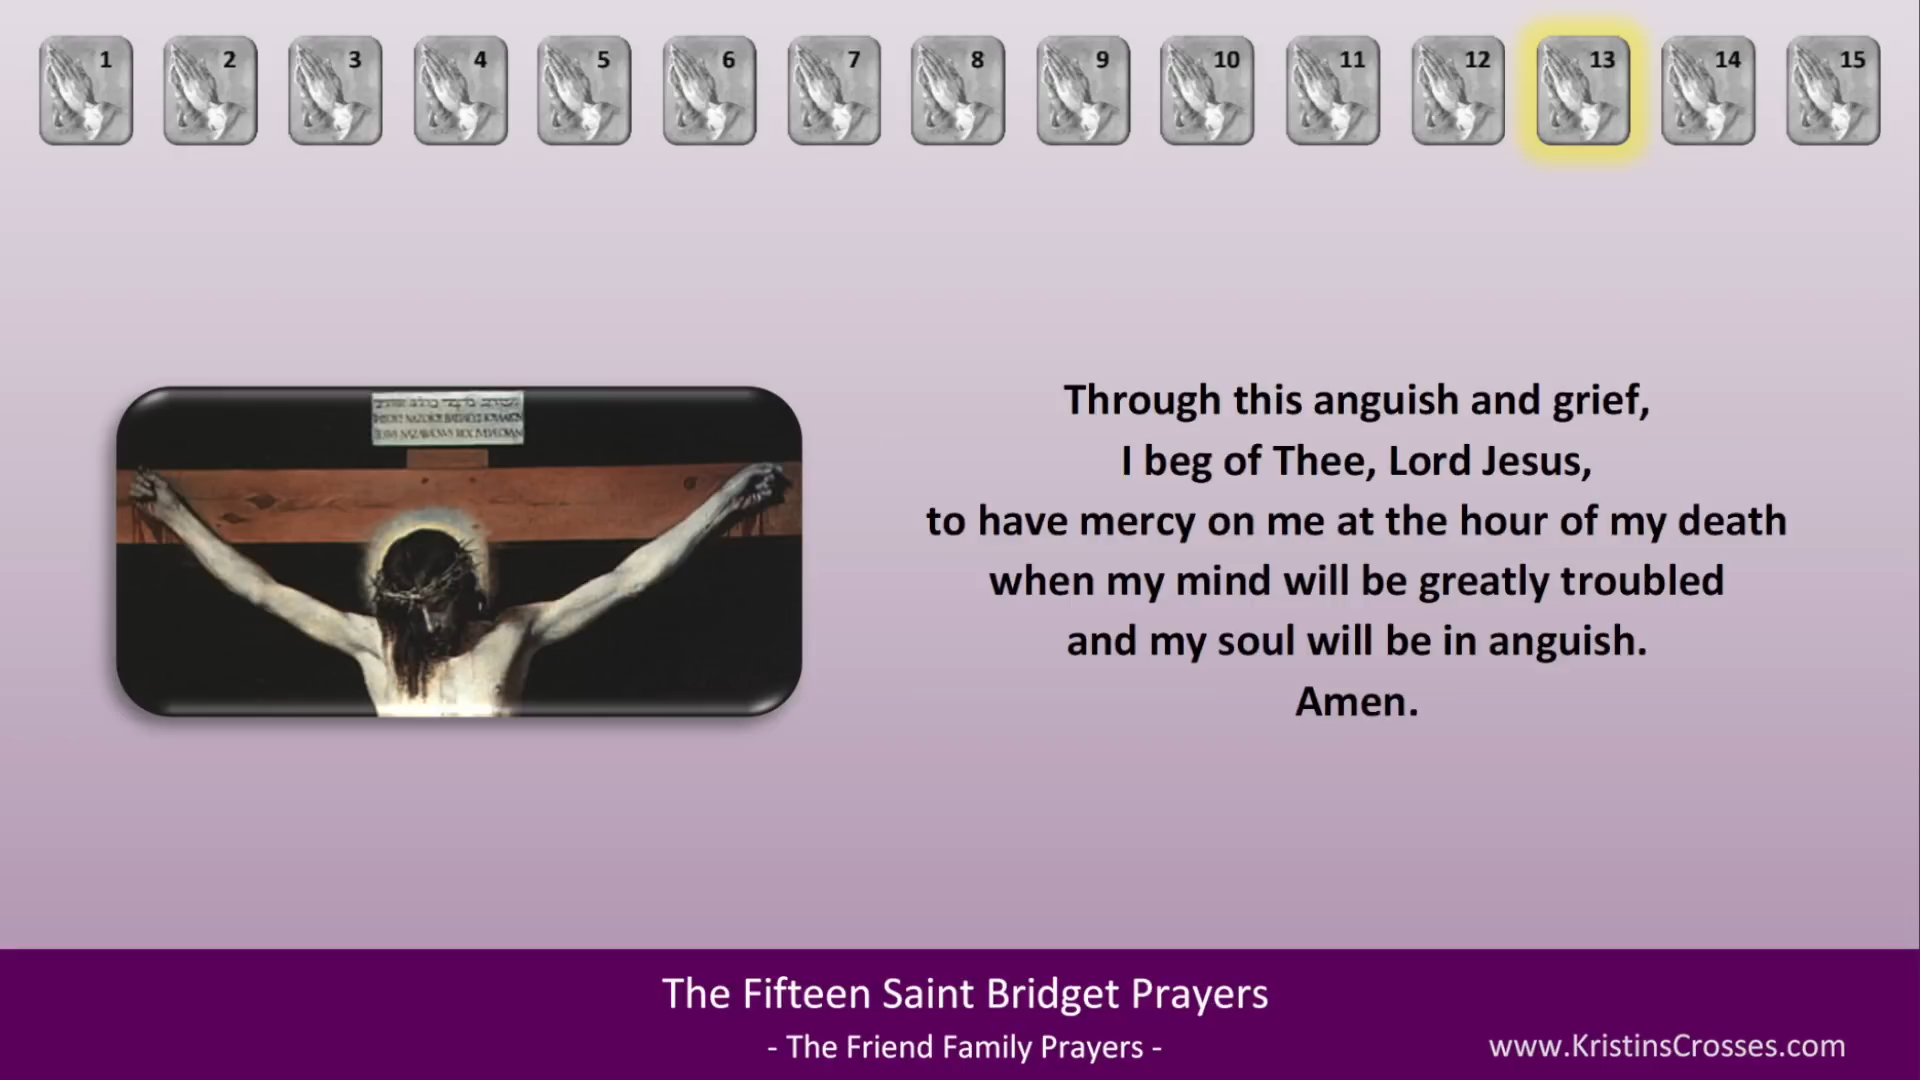 1 2 3 4 5 6 7 8 9 10 11 12 13 14 15
Through this anguish and grief,
I beg of Thee, Lord Jesus,
to have mercy on me at the hour of my death
when my mind will be greatly troubled
and my soul will be in anguish.
Amen.
The Fifteen Saint Bridget Prayers
- The Friend Family Prayers -
www.KristinsCrosses.com